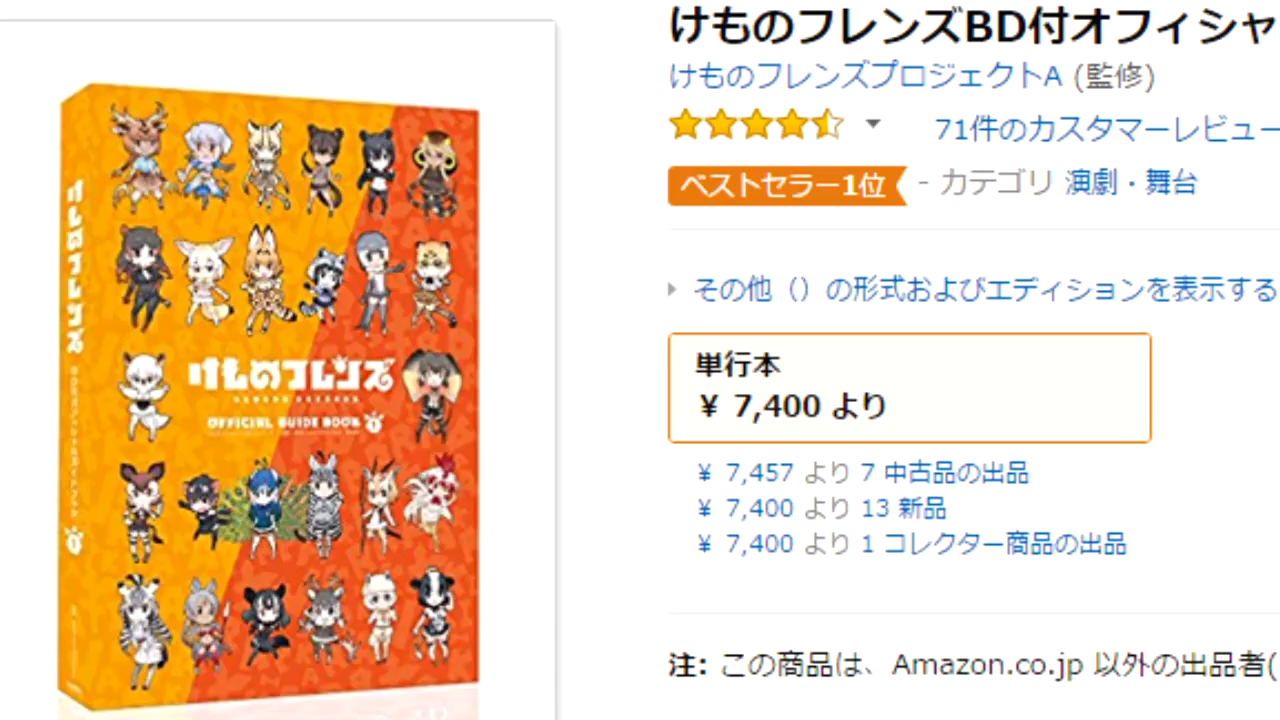 けものフレンズBD付オフィシャ
けものフレンズプロジェクトA (監修)
71件のカスタマーレビュー
ベストセラー1位 - カテゴリ 演劇・舞台
その他（）の形式およびエディションを表示する
単行本
¥ 7,400 より
¥ 7,457 より 7 中古品の出品
¥ 7,400 より 13 新品
¥ 7,400 より 1 コレクター商品の出品
注: この商品は、Amazon.co.jp 以外の出品者(
けものフレンズ
けものフレンズ
OFFICIAL GUIDE BOOK 1
1